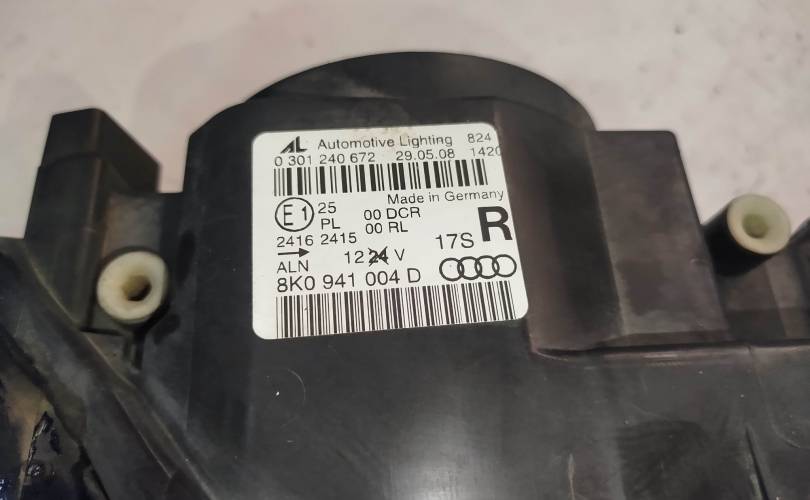 AL Automotive Lighting 824
0 301 240 672 29.05.08 1420
Made in Germany
E1 25 00 DCR
PL 00 RL
2416 2415 17S R
ALN 12 24 V
8K0 941 004 D